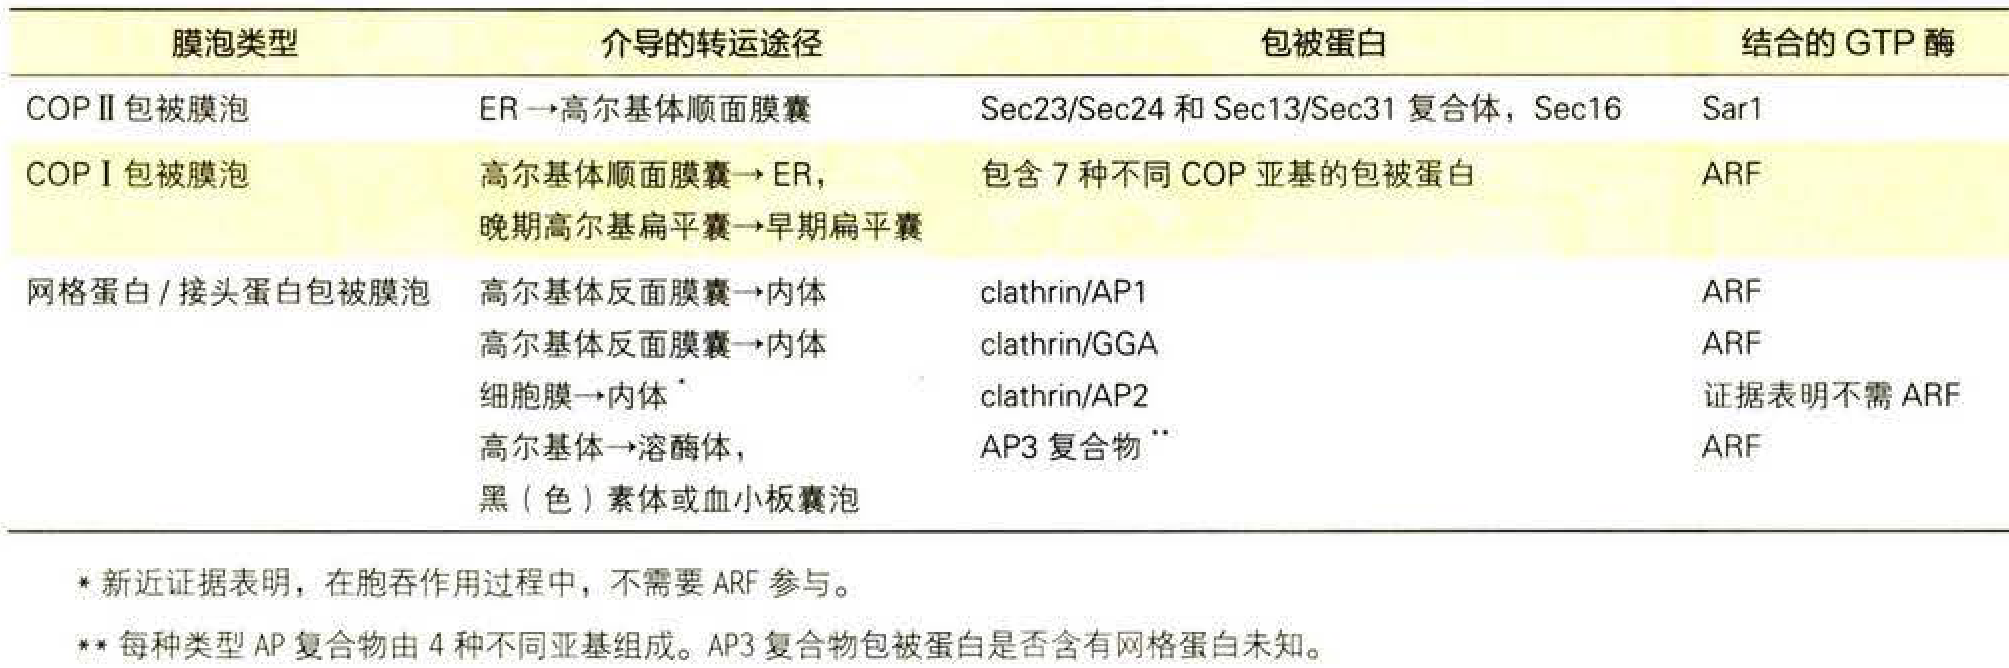 膜泡类型 介导的转运途径 包被蛋白 结合的 GTP 酶
COPⅡ包被膜泡 ER→高尔基体顺面膜囊 Sec23/Sec24 和 Sec13/Sec31 复合体，Sec16 Sar1
COPⅠ包被膜泡 高尔基体顺面膜囊→ER， 包含 7 种不同 COP 亚基的包被蛋白 ARF
晚期高尔基扁平囊→早期扁平囊
网格蛋白/接头蛋白包被膜泡 高尔基体反面膜囊→内体 clathrin/AP1 ARF
高尔基体反面膜囊→内体 clathrin/GGA ARF
细胞膜→内体* clathrin/AP2 证据表明不需 ARF
高尔基体→溶酶体， AP3 复合物** ARF
黑（色）素体或血小板囊泡
* 新近证据表明，在胞吞作用过程中，不需要 ARF 参与。
** 每种类型 AP 复合物由 4 种不同亚基组成。AP3 复合物包被蛋白是否含有网格蛋白未知。